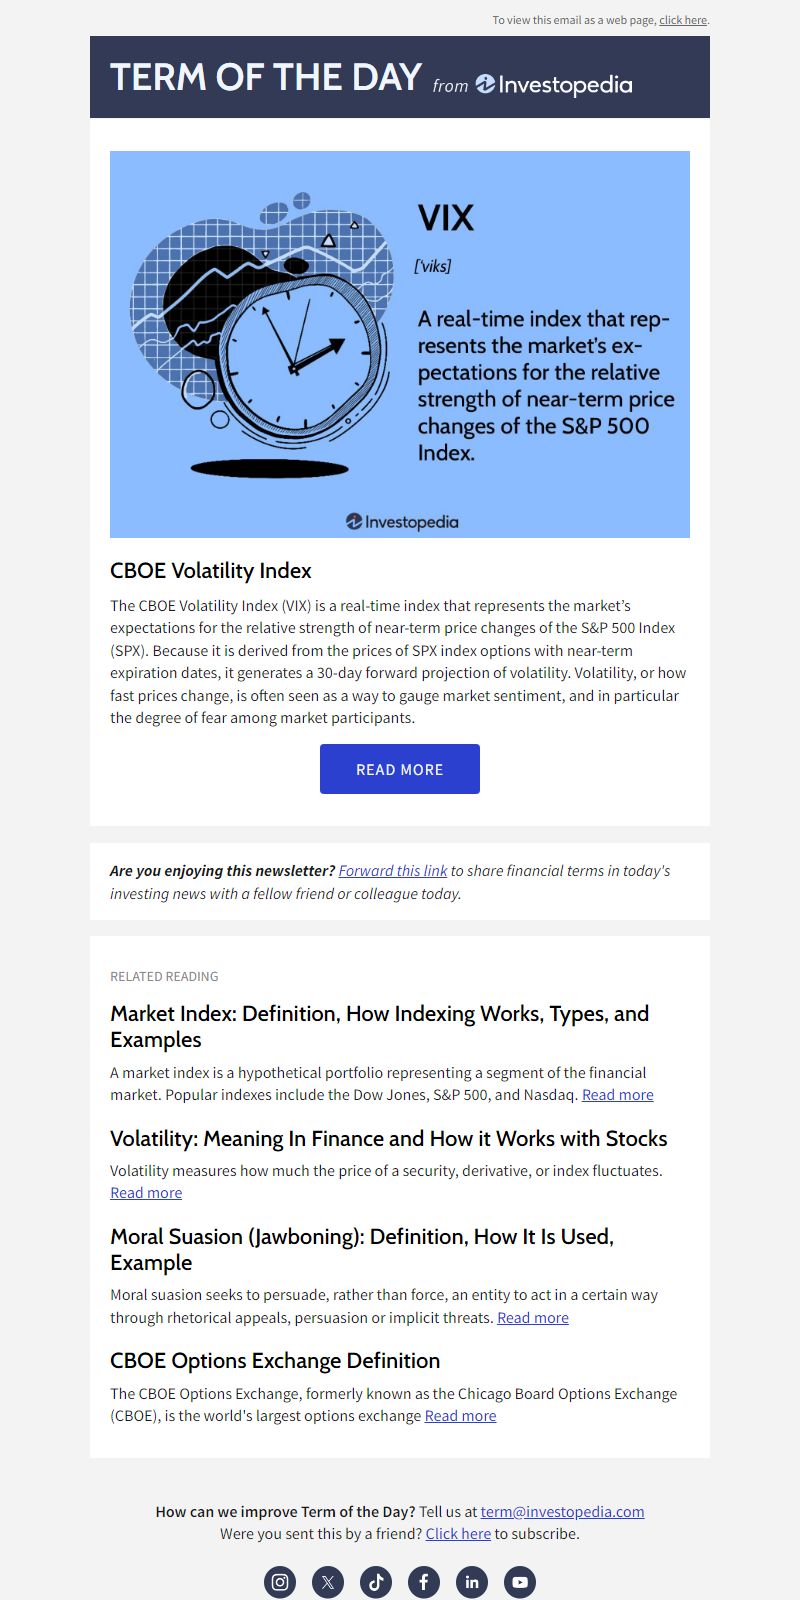 To view this email as a web page, click here.
TERM OF THE DAY from Investopedia
VIX
['viks]
A real-time index that rep-
resents the market's ex-
pectations for the relative
strength of near-term price
changes of the S&P 500
Index.
Investopedia
CBOE Volatility Index
The CBOE Volatility Index (VIX) is a real-time index that represents the market’s
expectations for the relative strength of near-term price changes of the S&P 500 Index
(SPX). Because it is derived from the prices of SPX index options with near-term
expiration dates, it generates a 30-day forward projection of volatility. Volatility, or how
fast prices change, is often seen as a way to gauge market sentiment, and in particular
the degree of fear among market participants.
READ MORE
Are you enjoying this newsletter? Forward this link to share financial terms in today's
investing news with a fellow friend or colleague today.
RELATED READING
Market Index: Definition, How Indexing Works, Types, and
Examples
A market index is a hypothetical portfolio representing a segment of the financial
market. Popular indexes include the Dow Jones, S&P 500, and Nasdaq. Read more
Volatility: Meaning In Finance and How it Works with Stocks
Volatility measures how much the price of a security, derivative, or index fluctuates.
Read more
Moral Suasion (Jawboning): Definition, How It Is Used,
Example
Moral suasion seeks to persuade, rather than force, an entity to act in a certain way
through rhetorical appeals, persuasion or implicit threats. Read more
CBOE Options Exchange Definition
The CBOE Options Exchange, formerly known as the Chicago Board Options Exchange
(CBOE), is the world's largest options exchange Read more
How can we improve Term of the Day? Tell us at term@investopedia.com
Were you sent this by a friend? Click here to subscribe.